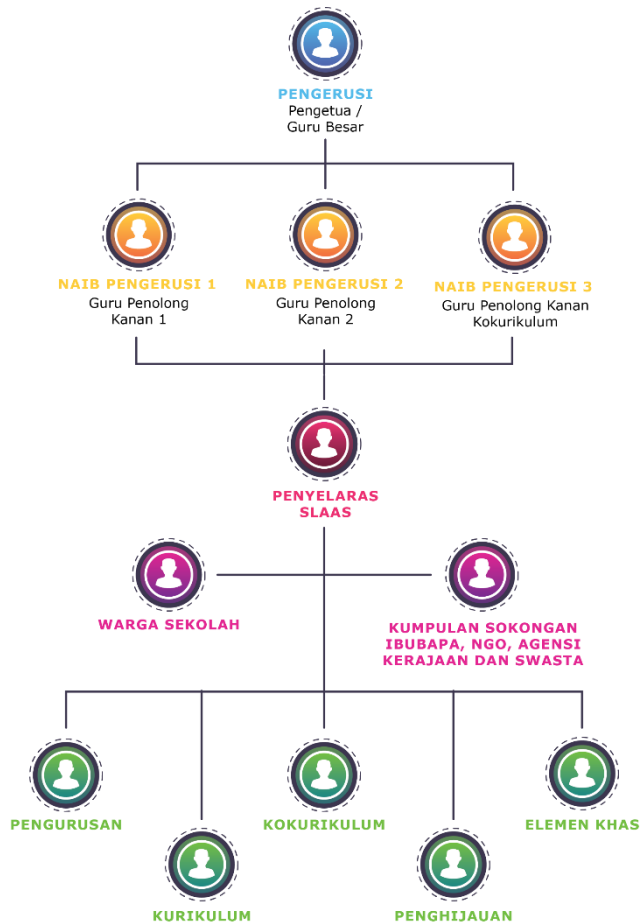 PENGERUSI
Pengetua /
Guru Besar
NAIB PENGERUSI 1
Guru Penolong
Kanan 1
NAIB PENGERUSI 2
Guru Penolong
Kanan 2
NAIB PENGERUSI 3
Guru Penolong Kanan
Kokurikulum
PENYELARAS
SLAAS
WARGA SEKOLAH
KUMPULAN SOKONGAN
IBUBAPA, NGO, AGENSI
KERAJAAN DAN SWASTA
PENGURUSAN
KURIKULUM
KOKURIKULUM
PENGHIJAUAN
ELEMEN KHAS